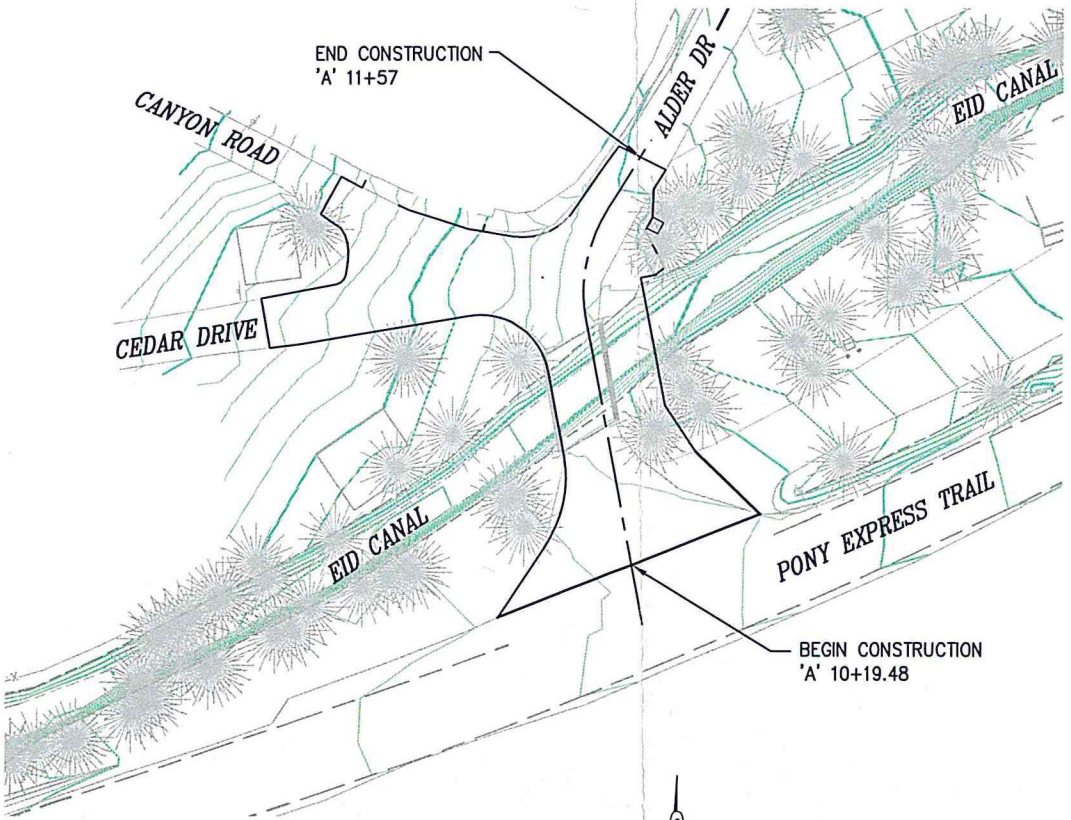 END CONSTRUCTION
'A' 11+57
ALDER DR
EID CANAL
CANYON ROAD
CEDAR DRIVE
EID CANAL
PONY EXPRESS TRAIL
BEGIN CONSTRUCTION
'A' 10+19.48